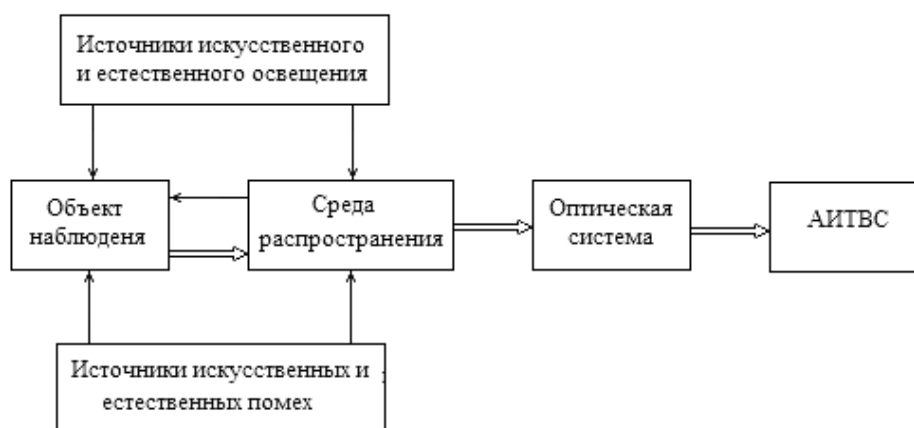 Источники искусственного
и естественного освещения
Объект
наблюденя
Среда
распространения
Оптическая
система
АИТВС
Источники искусственных и
естественных помех